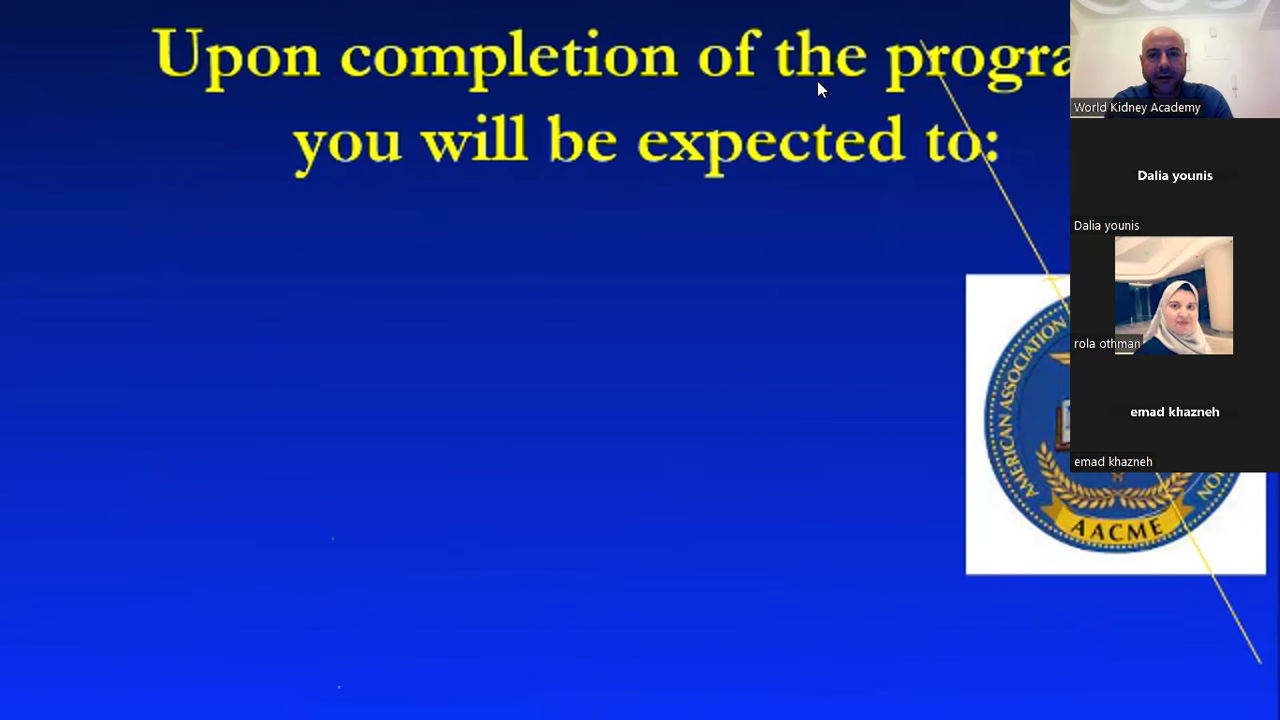 Upon completion of the progra
you will be expected to:
World Kidney Academy
Dalia younis
Dalia younis
rola othman
emad khazneh
emad khazneh
AMERICAN ASSOCIATION
AACME